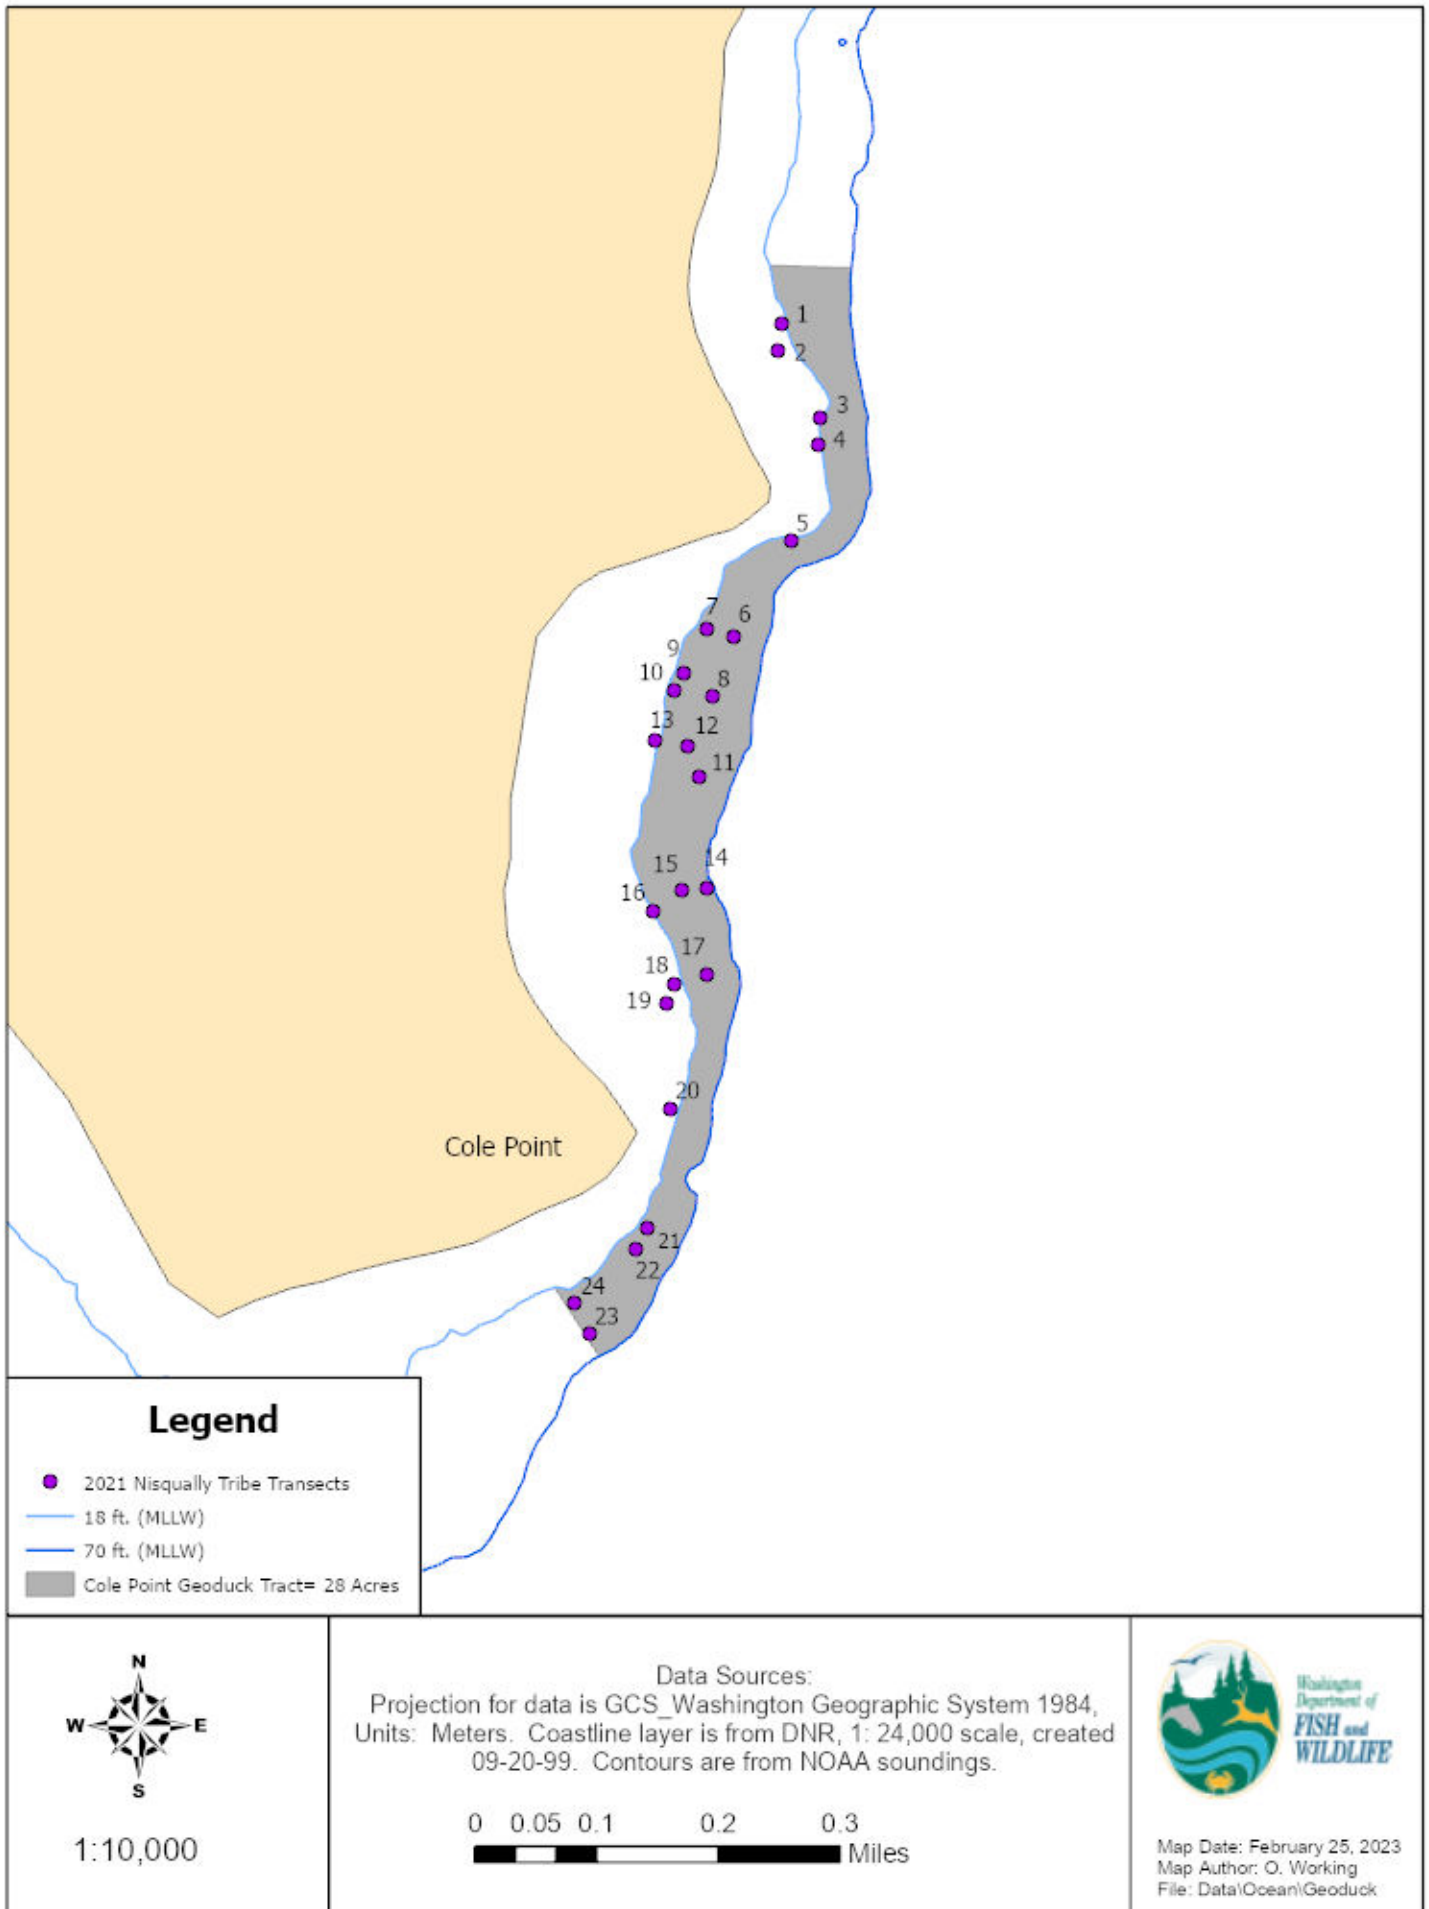 1
2
3
4
5
7
6
9
10
8
13
12
11
14
15
16
17
18
19
20
Cole Point
21
22
24
23
Legend
2021 Nisqually Tribe Transects
18 ft. (MLLW)
70 ft. (MLLW)
Cole Point Geoduck Tract= 28 Acres
N
W
E
S
1:10,000
Data Sources:
Projection for data is GCS_Washington Geographic System 1984,
Units: Meters. Coastline layer is from DNR, 1: 24,000 scale, created
09-20-99. Contours are from NOAA soundings.
0 0.05 0.1 0.2 0.3
Miles
Washington
Department of
FISH and
WILDLIFE
Map Date: February 25, 2023
Map Author: O. Working
File: Data\Ocean\Geoduck